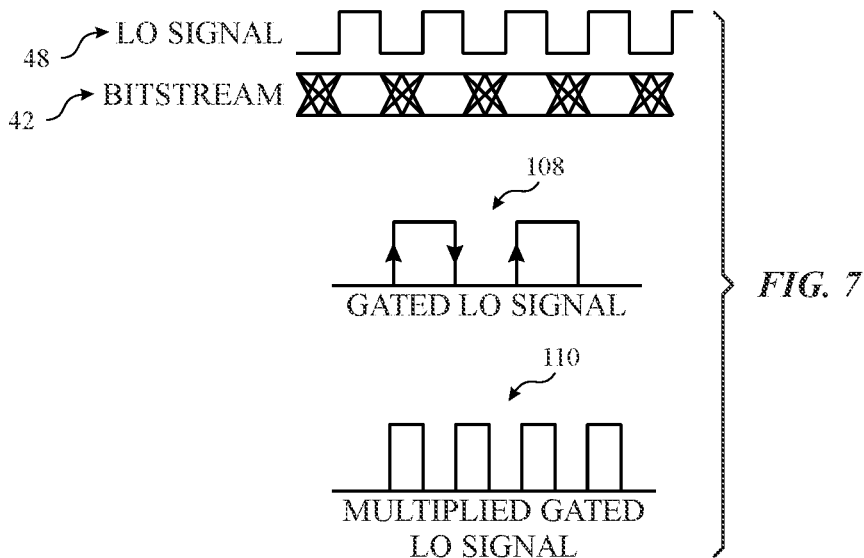 48
LO SIGNAL
42
BITSTREAM
108
GATED LO SIGNAL
FIG. 7
110
MULTIPLIED GATED
LO SIGNAL